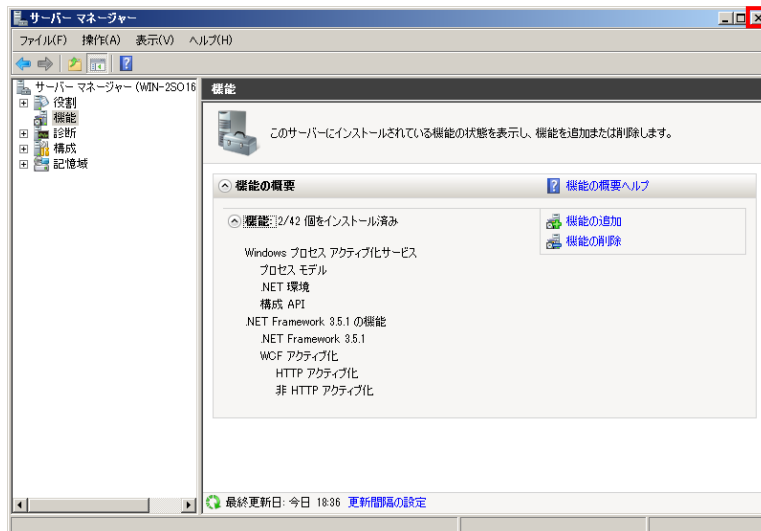 サーバー マネージャー
ファイル(F) 操作(A) 表示(V) ヘルプ(H)
サーバー マネージャー (WIN-2SO16
役割
機能
診断
構成
記憶域
機能
このサーバーにインストールされている機能の状態を表示し、機能を追加または削除します。
機能の概要
機能の概要ヘルプ
機能: 2/42 個をインストール済み
機能の追加
機能の削除
Windows プロセス アクティブ化サービス
プロセス モデル
.NET 環境
構成 API
.NET Framework 3.5.1 の機能
.NET Framework 3.5.1
WCF アクティブ化
HTTP アクティブ化
非 HTTP アクティブ化
最終更新日: 今日 18:36 更新間隔の設定